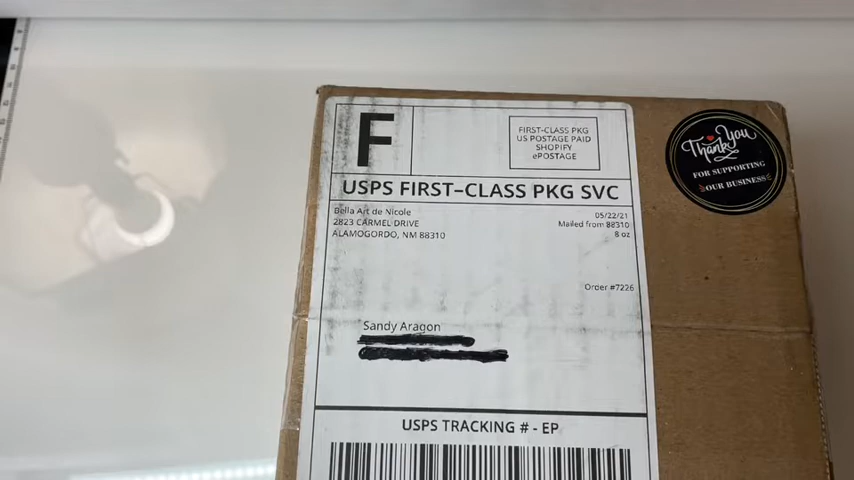 F
FIRST-CLASS PKG
US POSTAGE PAID
SHOPIFY
ePOSTAGE
USPS FIRST-CLASS PKG SVC
Bella Art de Nicole
2823 CARMEL DRIVE
ALAMOGORDO, NM 88310
05/22/21
Mailed from 88310
8 oz
Order #7226
Sandy Aragon
USPS TRACKING # - EP
Thank You
FOR SUPPORTING
OUR BUSINESS